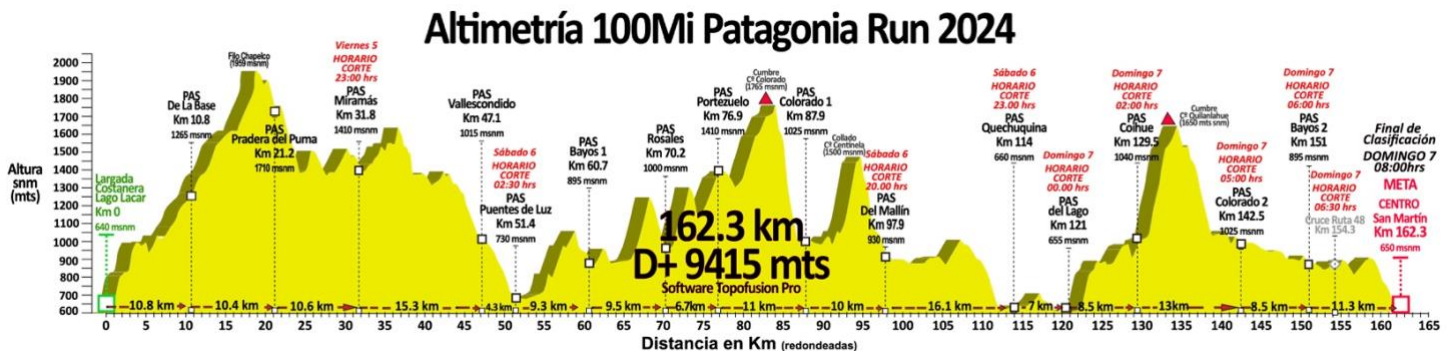 Altimetría 100Mi Patagonia Run 2024
Altura
snm
(mts)
2000
1900
1800
1700
1600
1500
1400
1300
1200
1100
1000
900
800
700
600
Largada
Costanera
Lago Lacar
Km 0
640 msnm
PAS
De La Base
Km 10.8
1265 msnm
Filo Chapelco
(1959 msnm)
PAS
Pradera del Puma
Km 21.2
1710 msnm
Viernes 5
HORARIO
CORTE
23:00 hrs
PAS
Miramás
Km 31.8
1410 msnm
PAS
Vallescondido
Km 47.1
1015 msnm
Sábado 6
HORARIO
CORTE
02:30 hrs
PAS
Puentes de Luz
Km 51.4
730 msnm
PAS
Bayos 1
Km 60.7
895 msnm
PAS
Rosales
Km 70.2
1000 msnm
PAS
Portezuelo
Km 76.9
1410 msnm
Cumbre
Cº Colorado
(1765 msnm)
PAS
Colorado 1
Km 87.9
1025 msnm
Collado
Cº Centinela
(1500 msnm)
Sábado 6
HORARIO
CORTE
20.00 hrs
PAS
Del Mallín
Km 97.9
930 msnm
Sábado 6
HORARIO
CORTE
23.00 hrs
PAS
Quechuquina
Km 114
660 msnm
Domingo 7
HORARIO
CORTE
00.00 hrs
PAS
del Lago
Km 121
655 msnm
Domingo 7
HORARIO
CORTE
02:00 hrs
PAS
Coihue
Km 129.5
1040 msnm
Cumbre
Cº Quilanlahue
(1650 mts snm)
Domingo 7
HORARIO
CORTE
05:00 hrs
PAS
Colorado 2
Km 142.5
1025 msnm
Domingo 7
HORARIO
CORTE
06:00 hrs
PAS
Bayos 2
Km 151
895 msnm
Domingo 7
HORARIO
CORTE
06:30 hrs
Cruce Ruta 48
Km 154.3
Final de
Clasificación
DOMINGO 7
08:00hrs
META
CENTRO
San Martín
Km 162.3
650 msnm
162.3 km
D+ 9415 mts
Software Topofusion Pro
10.8 km 10.4 km 10.6 km 15.3 km 4.3 km 9.3 km 9.5 km 6.7km 11 km 10 km 16.1 km 7 km 8.5 km 13km 8.5 km 11.3 km
0 5 10 15 20 25 30 35 40 45 50 55 60 65 70 75 80 85 90 95 100 105 110 115 120 125 130 135 140 145 150 155 160 165
Distancia en Km (redondeadas)